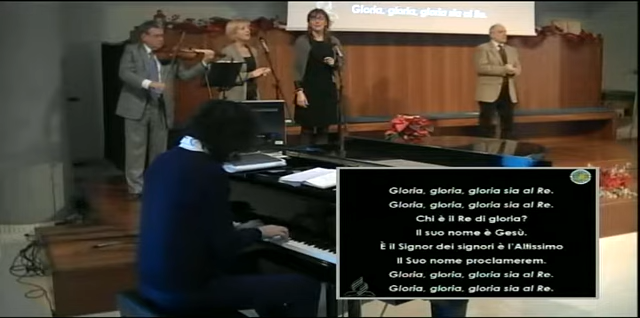 Gloria, gloria, gloria sia al Re.
Gloria, gloria, gloria sia al Re.
Gloria, gloria, gloria sia al Re.
Chi è il Re di gloria?
Il suo nome è Gesù.
È il Signor dei signori è l'Altissimo
Il Suo nome proclamerem.
Gloria, gloria, gloria sia al Re.
Gloria, gloria, gloria sia al Re.